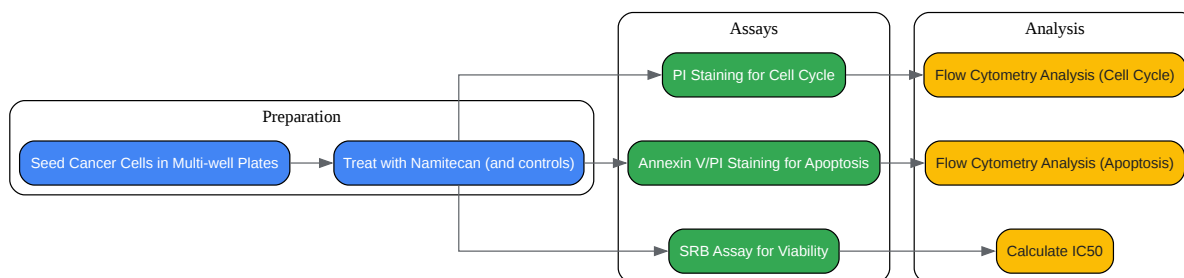 Preparation
Seed Cancer Cells in Multi-well Plates
Treat with Namitecan (and controls)
Assays
PI Staining for Cell Cycle
Annexin V/PI Staining for Apoptosis
SRB Assay for Viability
Analysis
Flow Cytometry Analysis (Cell Cycle)
Flow Cytometry Analysis (Apoptosis)
Calculate IC50